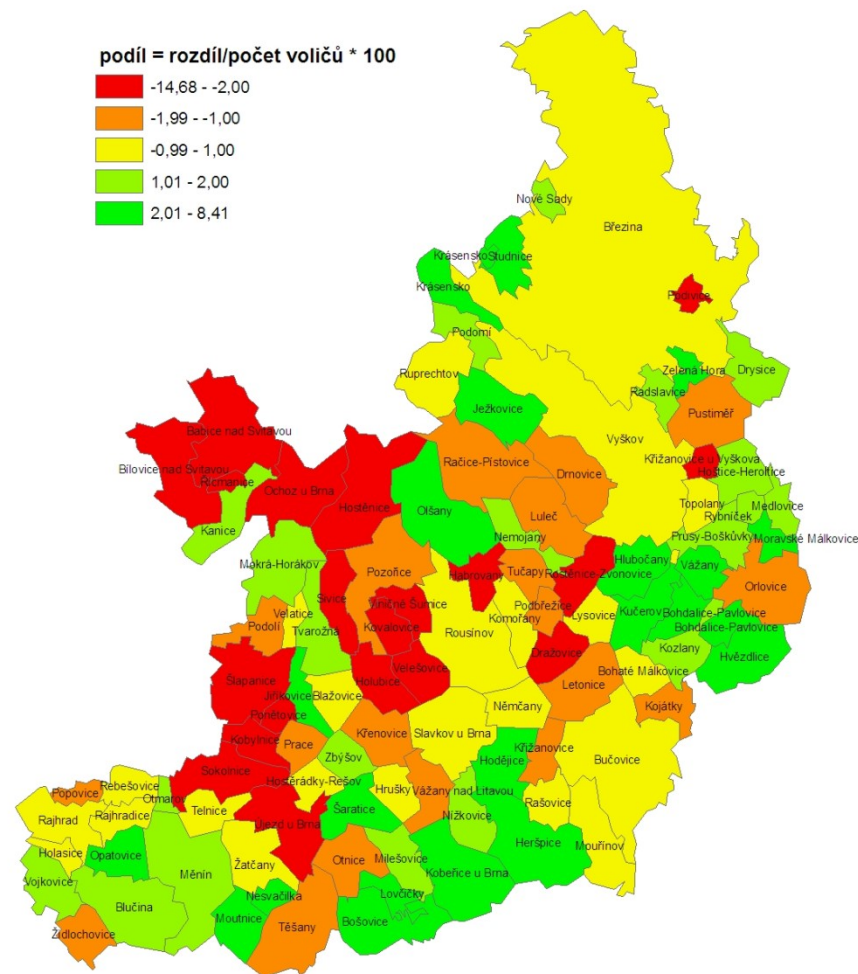 podíl = rozdíl/počet voličů * 100
-14,68 - -2,00
-1,99 - -1,00
-0,99 - 1,00
1,01 - 2,00
2,01 - 8,41
Nové Sady
Březina
Krásensko
Studnice
Krásensko
Podivice
Podomí
Ruprechtov
Zelená Hora
Drysice
Radslavice
Pustiměř
Ježkovice
Vyškov
Babice nad Svitavou
Bílovice nad Svitavou
Řícmanice
Ochoz u Brna
Kanice
Hostěnice
Račice-Pístovice
Drnovice
Křižanovice u Vyškova
Hoštice-Heroltice
Olšany
Luleč
Topolany
Rybníček
Medlovice
Nemojany
Prusy-Boškůvky
Moravské Málkovice
Mokrá-Horákov
Pozořice
Habrovany
Tučapy
Rostěnice-Zvonovice
Hlubočany
Vážany
Orlovice
Sivice
Viničné Šumice
Podbřežice
Kučerov
Bohdalice-Pavlovice
Velatice
Podolí
Tvarožná
Kovalovice
Rousínov
Komořany
Lysovice
Bohdalice-Pavlovice
Dražovice
Kozlany
Hvězdlice
Šlapanice
Holubice
Velešovice
Letonice
Bohaté Málkovice
Jiříkovice
Blažovice
Ponětovice
Němčany
Kojátky
Kobylnice
Prace
Křenovice
Slavkov u Brna
Křižanovice
Bučovice
Zbýšov
Hodějice
Sokolnice
Hostěrádky-Rešov
Hrušky
Vážany nad Litavou
Rašovice
Popovice
Rebešovice
Otmarov
Telnice
Šaratice
Nížkovice
Rajhrad
Rajhradice
Újezd u Brna
Heršpice
Mouřínov
Holasice
Opatovice
Žatčany
Otnice
Milešovice
Kobeřice u Brna
Vojkovice
Měnín
Nesvačilka
Lovčičky
Blučina
Moutnice
Těšany
Bošovice
Židlochovice